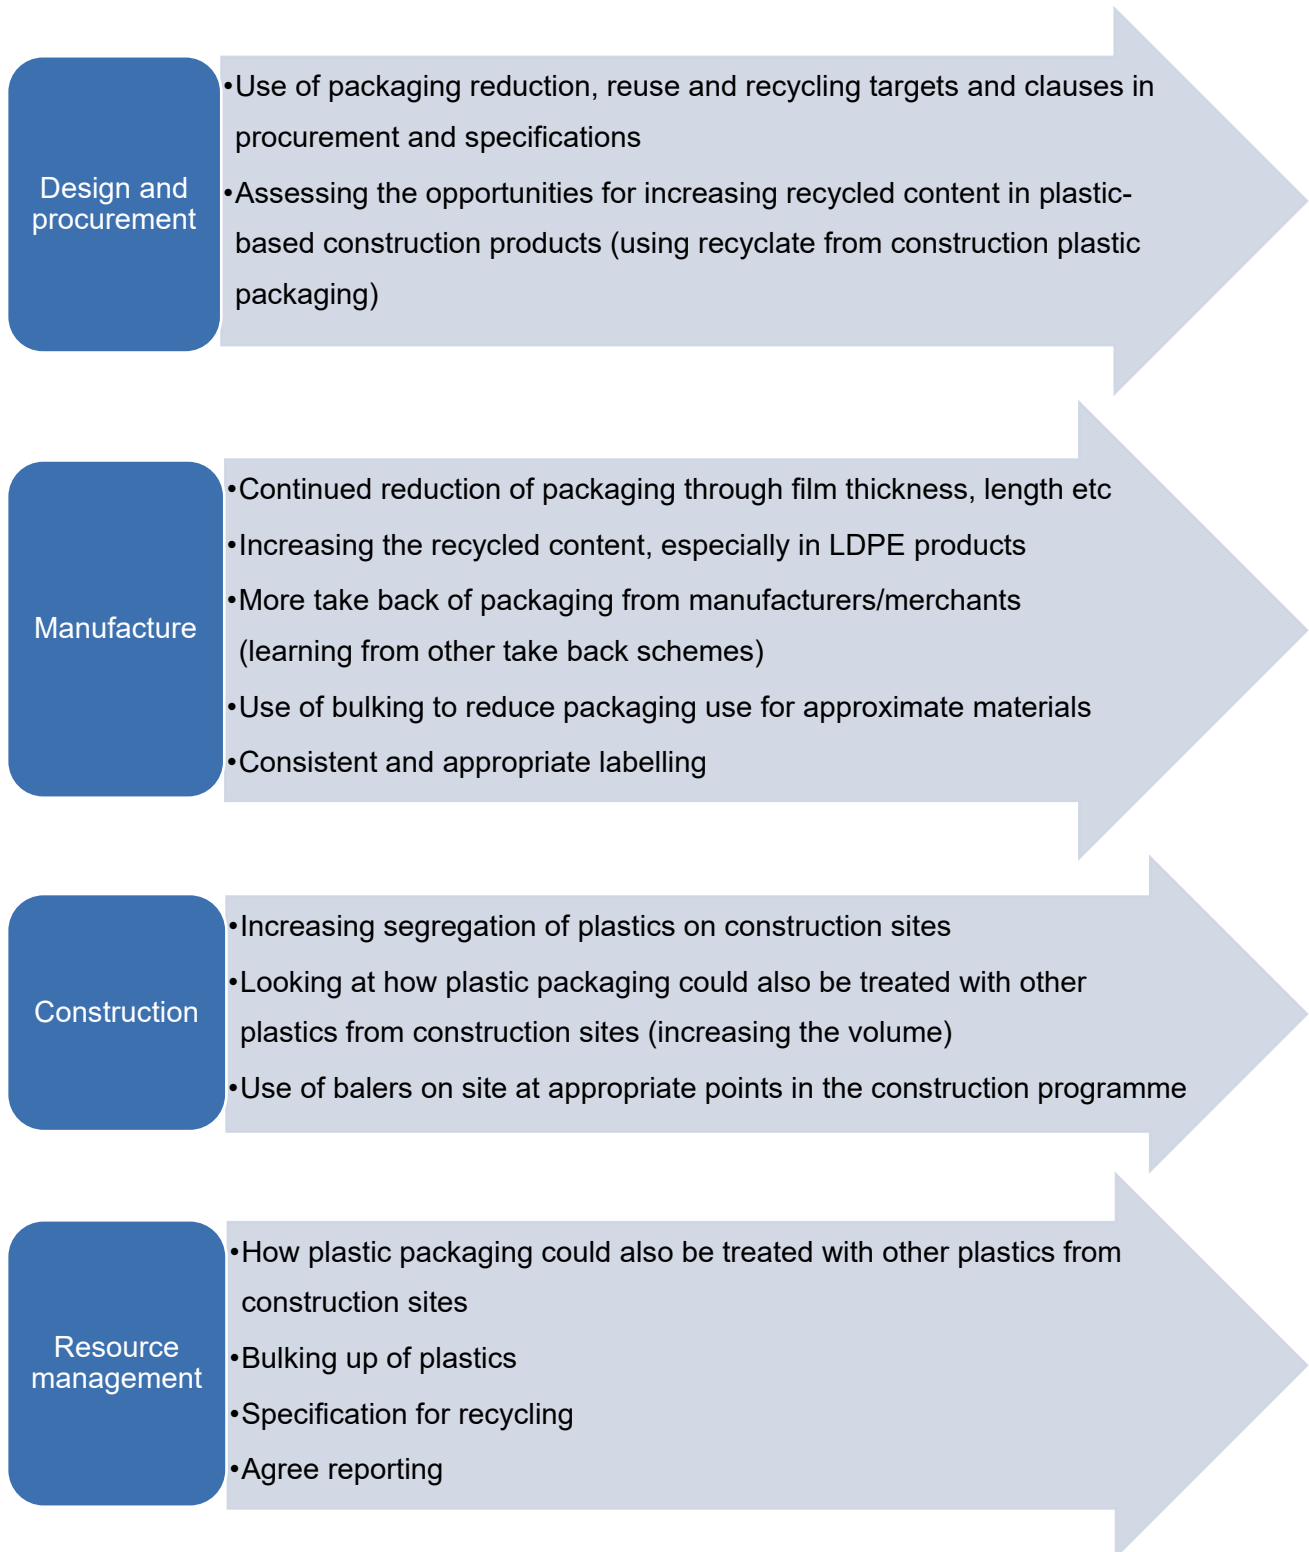 Design and
procurement
•Use of packaging reduction, reuse and recycling targets and clauses in
procurement and specifications
•Assessing the opportunities for increasing recycled content in plastic-
based construction products (using recyclate from construction plastic
packaging)
Manufacture
•Continued reduction of packaging through film thickness, length etc
•Increasing the recycled content, especially in LDPE products
•More take back of packaging from manufacturers/merchants
(learning from other take back schemes)
•Use of bulking to reduce packaging use for approximate materials
•Consistent and appropriate labelling
Construction
•Increasing segregation of plastics on construction sites
•Looking at how plastic packaging could also be treated with other
plastics from construction sites (increasing the volume)
•Use of balers on site at appropriate points in the construction programme
Resource
management
•How plastic packaging could also be treated with other plastics from
construction sites
•Bulking up of plastics
•Specification for recycling
•Agree reporting